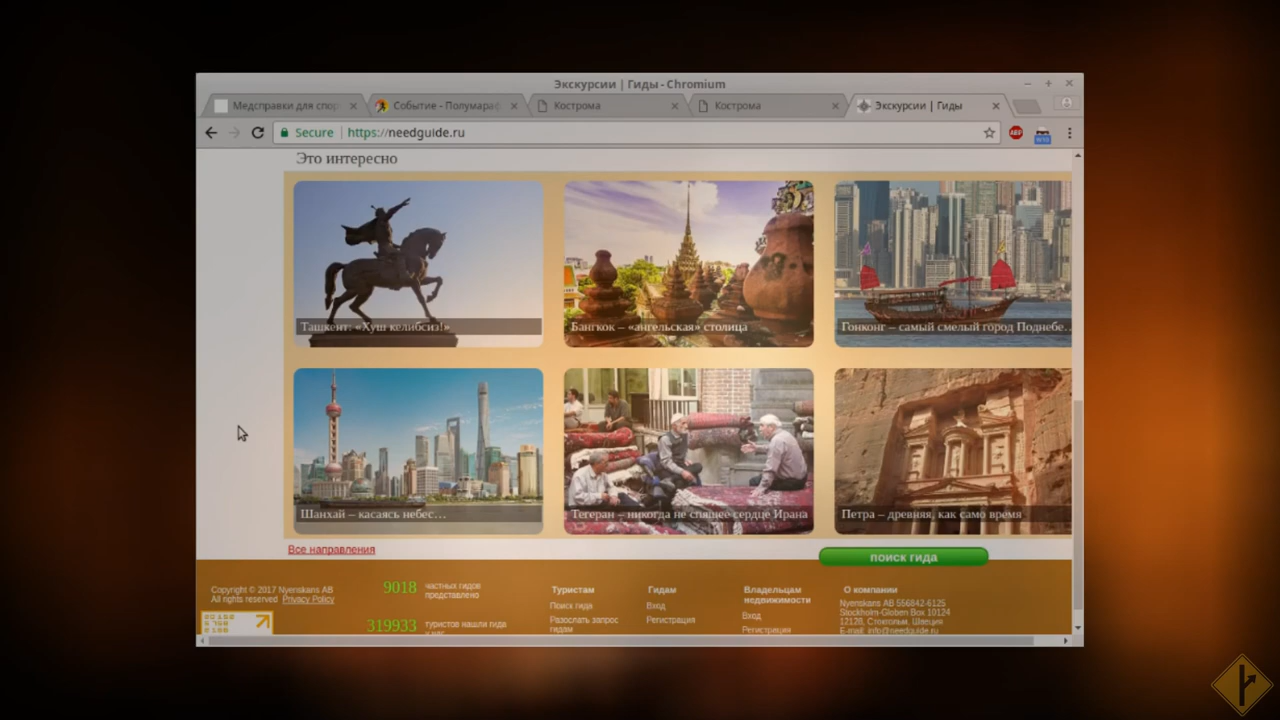 Экскурсии | Гиды - Chromium
Медсправки для спор
Событие - Полумараф
Кострома
Кострома
Экскурсии | Гиды
Secure
https://needguide.ru
ABP
Это интересно
Ташкент: «Хуш келибсиз!»
Бангкок – «ангельская» столица
Гонконг – самый смелый город Поднебе...
Шанхай – касаясь небес…
Тегеран – никогда не спящее сердце Ирана
Петра – древняя, как само время
Все направления
поиск гида
Copyright © 2017 Nyenskans AB
All rights reserved Privacy Policy
9018 частных гидов
представлено
319933 туристов нашли гида
Туристам
Поиск гида
Разослать запрос
гидам
Гидам
Вход
Регистрация
Владельцам
недвижимости
Вход
Регистрация
О компании
Nyenskans AB 556842-6125
Stockholm-Globen Box 10124
12128, Стокгольм, Швеция
E-mail: info@needguide.ru